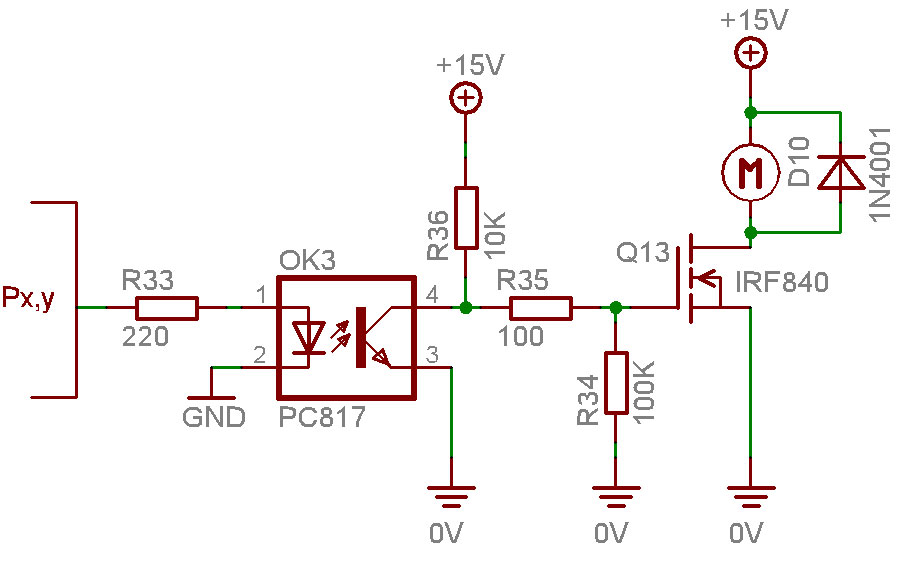 +15V
+15V
M
D10
1N4001
R36
10K
Q13
IRF840
Px,y
R33
220
OK3
1
2
4
3
PC817
GND
R35
100
R34
100K
0V
0V
0V